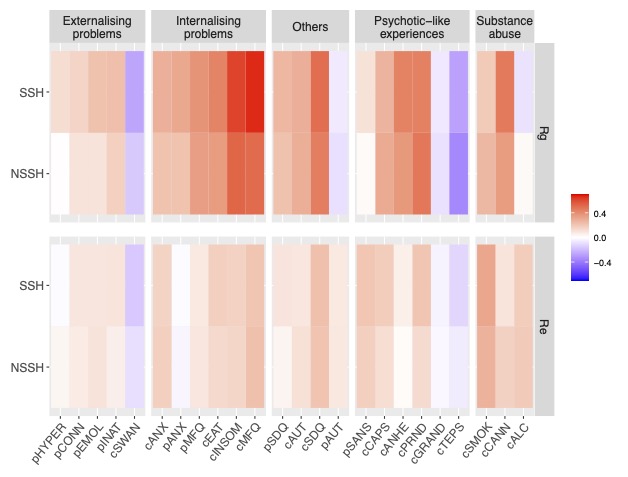 Externalising
problems
Internalising
problems
Others
Psychotic−like
experiences
Substance
abuse
SSH
NSSH
Rg
0.4
0.0
−0.4
SSH
NSSH
Re
pHYPER
pCONN
pEMOL
pINAT
cSWAN
cANX
pANX
pMFQ
cEAT
cINSOM
cMFQ
pSDQ
cAUT
cSDQ
pAUT
pSANS
cCAPS
cANHE
cPRND
cGRAND
cTEPS
cSMOK
cCANN
cALC